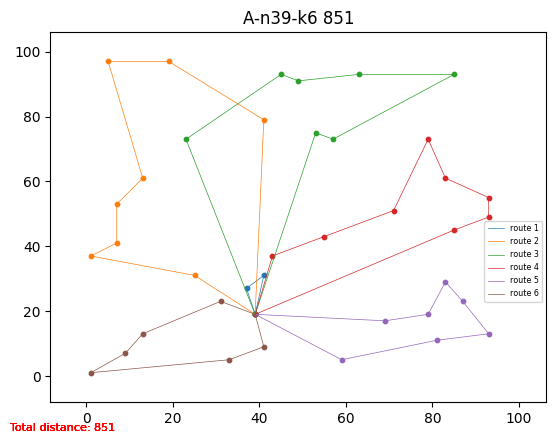 A-n39-k6 851
100
80
60
40
20
0
0 20 40 60 80 100
route 1
route 2
route 3
route 4
route 5
route 6
Total distance: 851